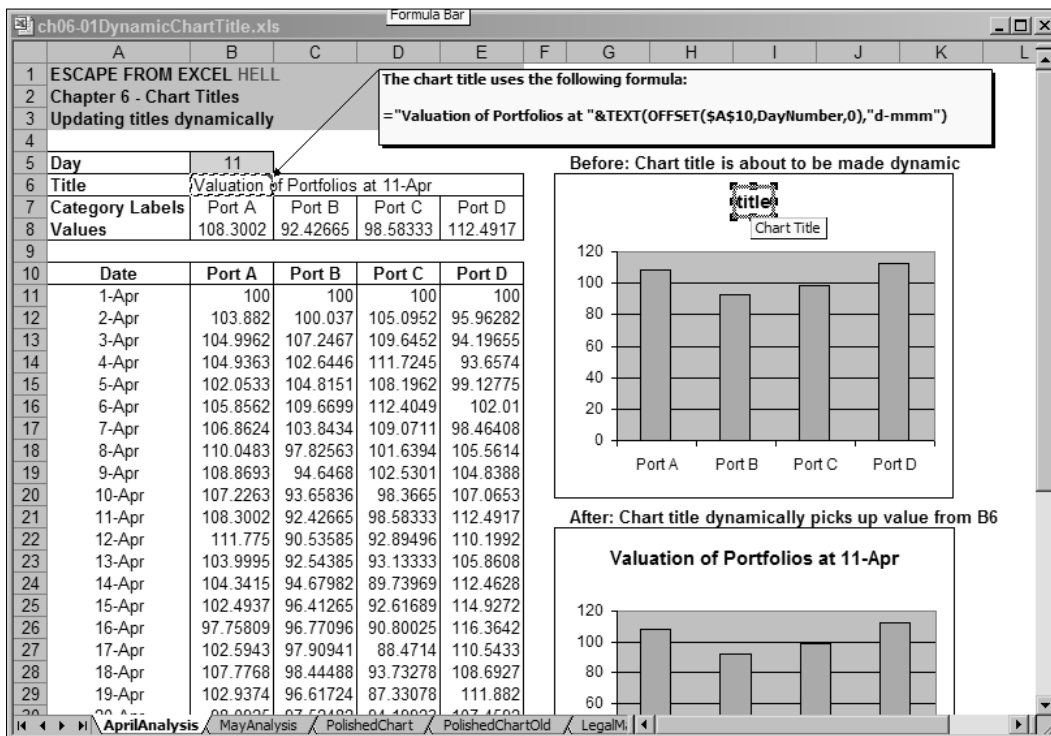 Formula Bar
ch06-01DynamicChartTitle.xls
A B C D E F G H I J K L
1 ESCAPE FROM EXCEL HELL
2 Chapter 6 - Chart Titles
3 Updating titles dynamically
The chart title uses the following formula:
="Valuation of Portfolios at "&TEXT(OFFSET($A$10,DayNumber,0),"d-mmm")
4
5 Day 11
6 Title Valuation of Portfolios at 11-Apr
7 Category Labels Port A Port B Port C Port D
8 Values 108.3002 92.42665 98.58333 112.4917
9
10 Date Port A Port B Port C Port D
11 1-Apr 100 100 100 100
12 2-Apr 103.882 100.037 105.0952 95.96282
13 3-Apr 104.9962 107.2467 109.6452 94.19655
14 4-Apr 104.9363 102.6446 111.7245 93.6574
15 5-Apr 102.0533 104.8151 108.1962 99.12775
16 6-Apr 105.8562 109.6699 112.4049 102.01
17 7-Apr 106.8624 103.8434 109.0711 98.46408
18 8-Apr 110.0483 97.82563 101.6394 105.5614
19 9-Apr 108.8693 94.6468 102.5301 104.8388
20 10-Apr 107.2263 93.65836 98.3665 107.0653
21 11-Apr 108.3002 92.42665 98.58333 112.4917
22 12-Apr 111.775 90.53585 92.89496 110.1992
23 13-Apr 103.9995 92.54385 93.13333 105.8608
24 14-Apr 104.3415 94.67982 89.73969 112.4628
25 15-Apr 102.4937 96.41265 92.61689 114.9272
26 16-Apr 97.75809 96.77096 90.80025 116.3642
27 17-Apr 102.5943 97.90941 88.4714 110.5433
28 18-Apr 107.7768 98.44488 93.73278 108.6927
29 19-Apr 102.9374 96.61724 87.33078 111.882
Before: Chart title is about to be made dynamic
title
Chart Title
120
100
80
60
40
20
0
Port A Port B Port C Port D
After: Chart title dynamically picks up value from B6
Valuation of Portfolios at 11-Apr
120
100
80
60
AprilAnalysis MayAnalysis PolishedChart PolishedChartOld